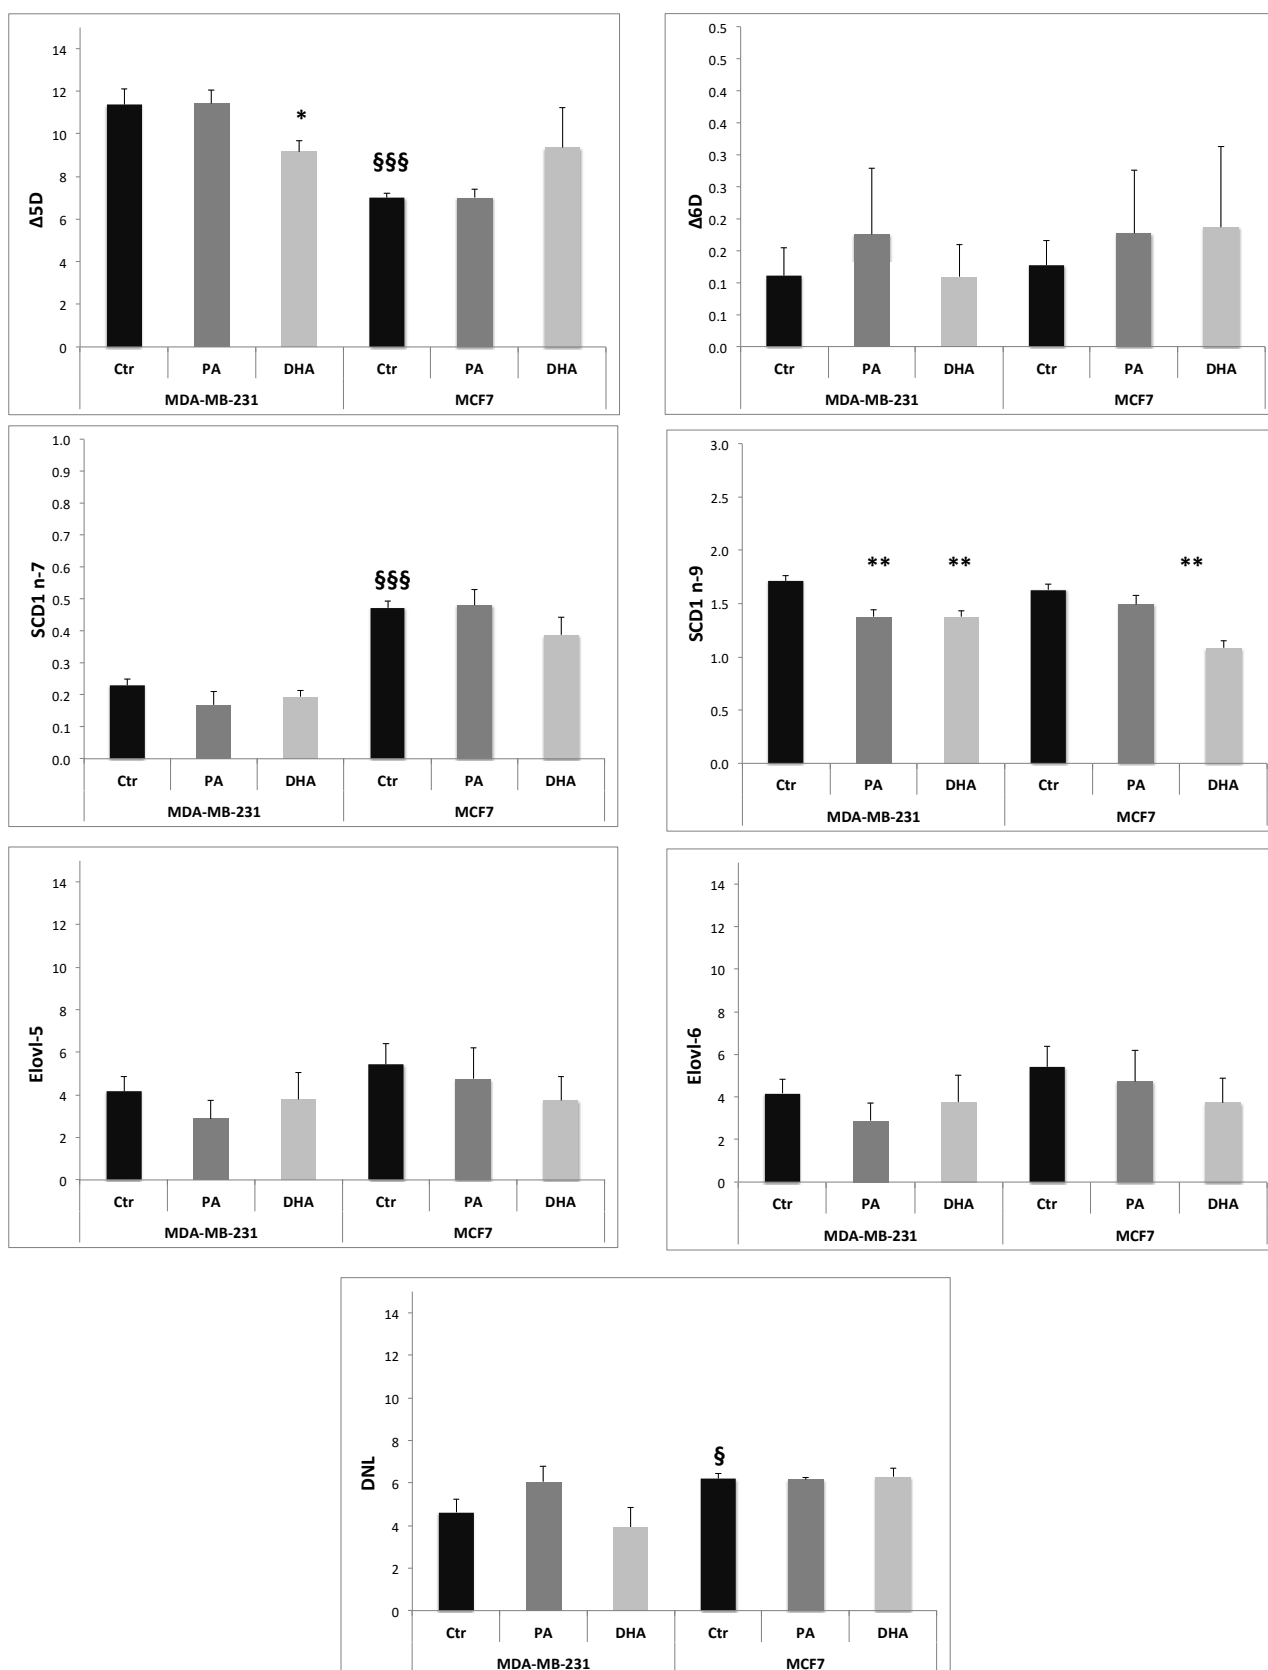 14
12
10
8
6
4
2
0
Δ5D
*
§§§
Ctr PA DHA Ctr PA DHA
MDA-MB-231 MCF7
0.5
0.5
0.4
0.4
0.3
0.3
0.2
0.2
0.1
0.1
0.0
Δ6D
Ctr PA DHA Ctr PA DHA
MDA-MB-231 MCF7
1.0
0.9
0.8
0.7
0.6
0.5
0.4
0.3
0.2
0.1
0.0
SCD1 n-7
§§§
Ctr PA DHA Ctr PA DHA
MDA-MB-231 MCF7
3.0
2.5
2.0
1.5
1.0
0.5
0.0
SCD1 n-9
** ** **
Ctr PA DHA Ctr PA DHA
MDA-MB-231 MCF7
14
12
10
8
6
4
2
0
Elovl-5
Ctr PA DHA Ctr PA DHA
MDA-MB-231 MCF7
14
12
10
8
6
4
2
0
Elovl-6
Ctr PA DHA Ctr PA DHA
MDA-MB-231 MCF7
14
12
10
8
6
4
2
0
DNL
§
Ctr PA DHA Ctr PA DHA
MDA-MB-231 MCF7